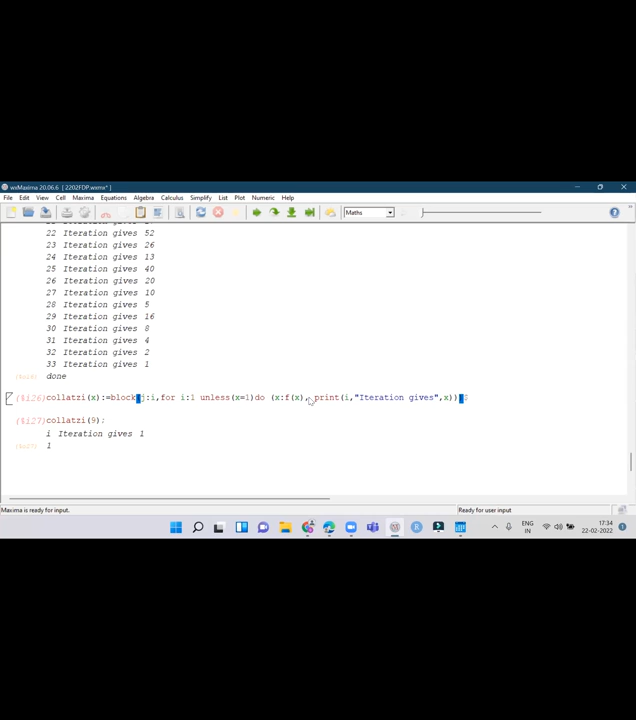 wxMaxima 20.06.6 [ 2202FDP.wxmx* ]
File Edit View Cell Maxima Equations Algebra Calculus Simplify List Plot Numeric Help
Maths
22 Iteration gives 52
23 Iteration gives 26
24 Iteration gives 13
25 Iteration gives 40
26 Iteration gives 20
27 Iteration gives 10
28 Iteration gives 5
29 Iteration gives 16
30 Iteration gives 8
31 Iteration gives 4
32 Iteration gives 2
33 Iteration gives 1
done
(%i26) collatzi(x):=block(j:i,for i:1 unless(x=1)do (x:f(x), print(i,"Iteration gives",x)))$
(%i27) collatzi(9);
i Iteration gives 1
(%o27) 1
Maxima is ready for input. Ready for user input
ENG 17:34
IN 22-02-2022